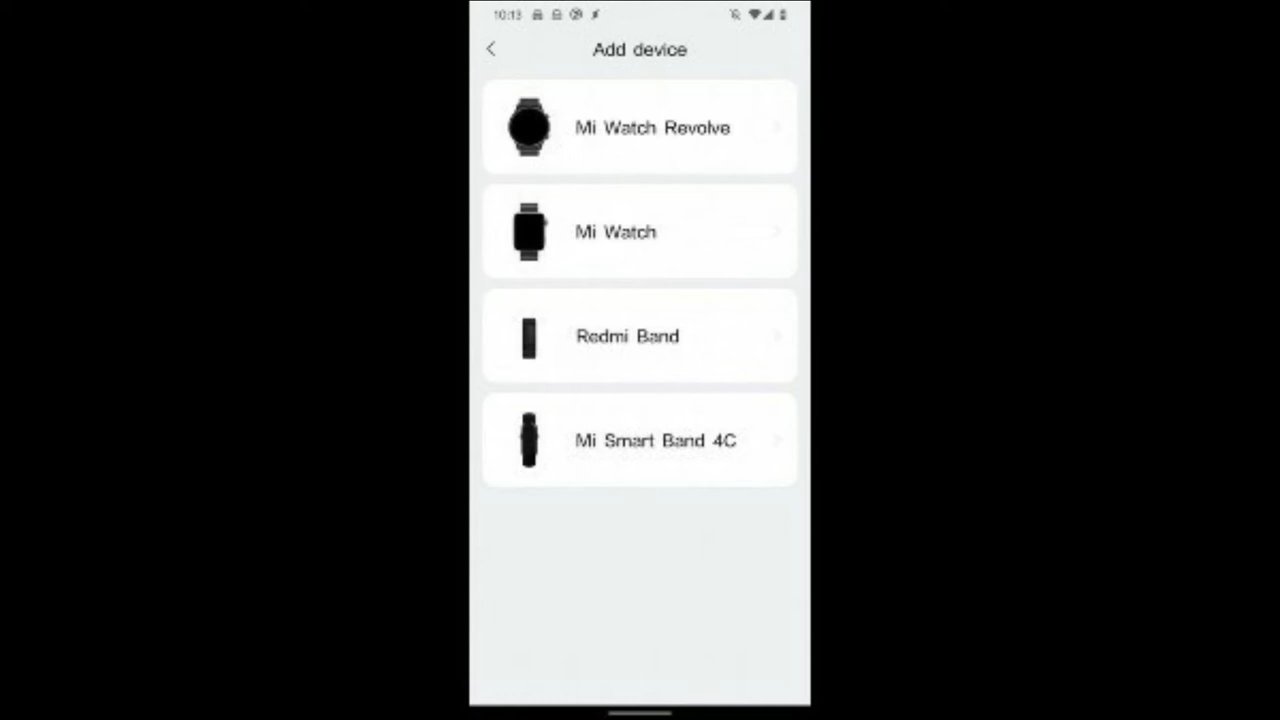 10:13
Add device
Mi Watch Revolve
Mi Watch
Redmi Band
Mi Smart Band 4C